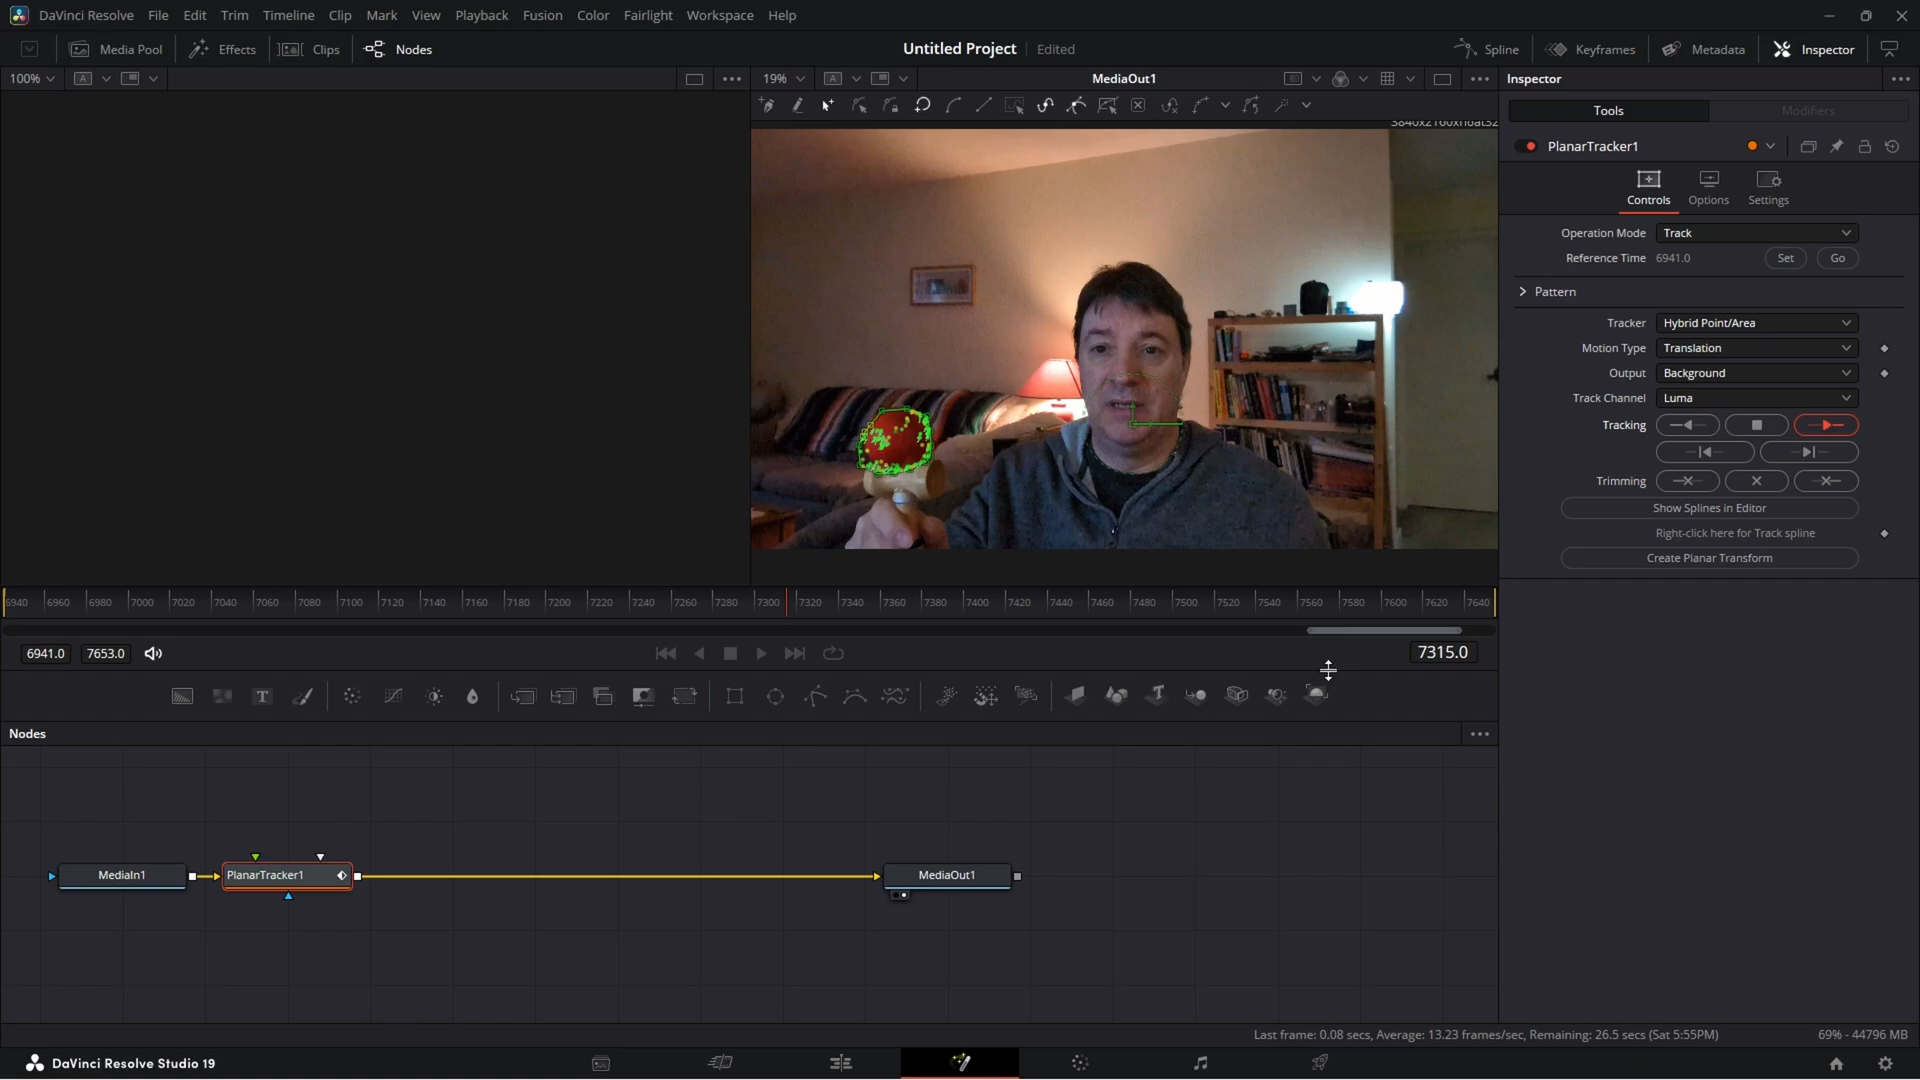 DaVinci Resolve File Edit Trim Timeline Clip Mark View Playback Fusion Color Fairlight Workspace Help
Media Pool Effects Clips Nodes Untitled Project Edited Spline Keyframes Metadata Inspector
100% A 19% A MediaOut1 Inspector
Tools Modifiers
PlanarTracker1
Controls Options Settings
Operation Mode Track
Reference Time 6941.0 Set Go
Pattern
Tracker Hybrid Point/Area
Motion Type Translation
Output Background
Track Channel Luma
Tracking
Trimming
Show Splines in Editor
Right-click here for Track spline
Create Planar Transform
6940 6960 6980 7000 7020 7040 7060 7080 7100 7120 7140 7160 7180 7200 7220 7240 7260 7280 7300 7320 7340 7360 7380 7400 7420 7440 7460 7480 7500 7520 7540 7560 7580 7600 7620 7640
6941.0 7653.0 7315.0
T T
Nodes
MediaIn1 PlanarTracker1 MediaOut1
Last frame: 0.08 secs, Average: 13.23 frames/sec, Remaining: 26.5 secs (Sat 5:55PM) 69% - 44796 MB
DaVinci Resolve Studio 19